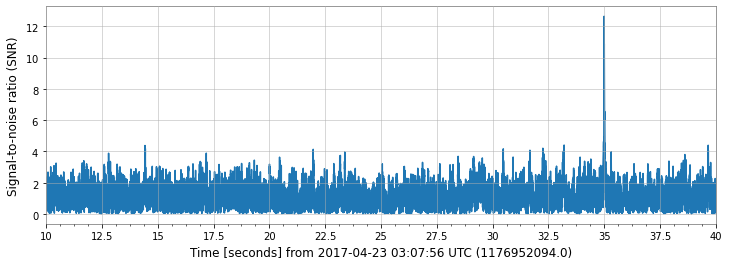 Signal-to-noise ratio (SNR)
12
10
8
6
4
2
0
10 12.5 15 17.5 20 22.5 25 27.5 30 32.5 35 37.5 40
Time [seconds] from 2017-04-23 03:07:56 UTC (1176952094.0)